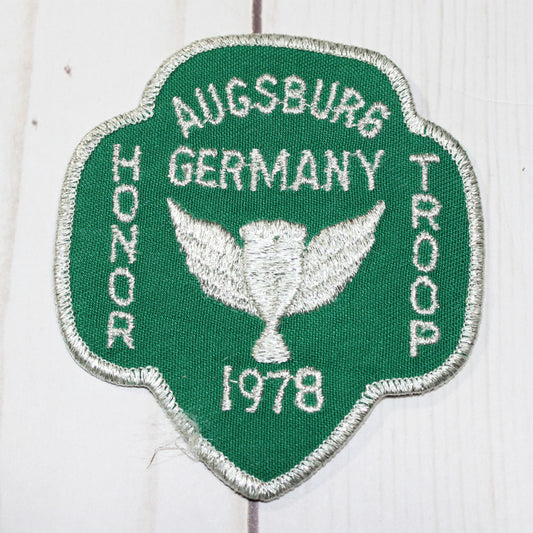 AUGSBURG
GERMANY
HONOR
TROOP
1978